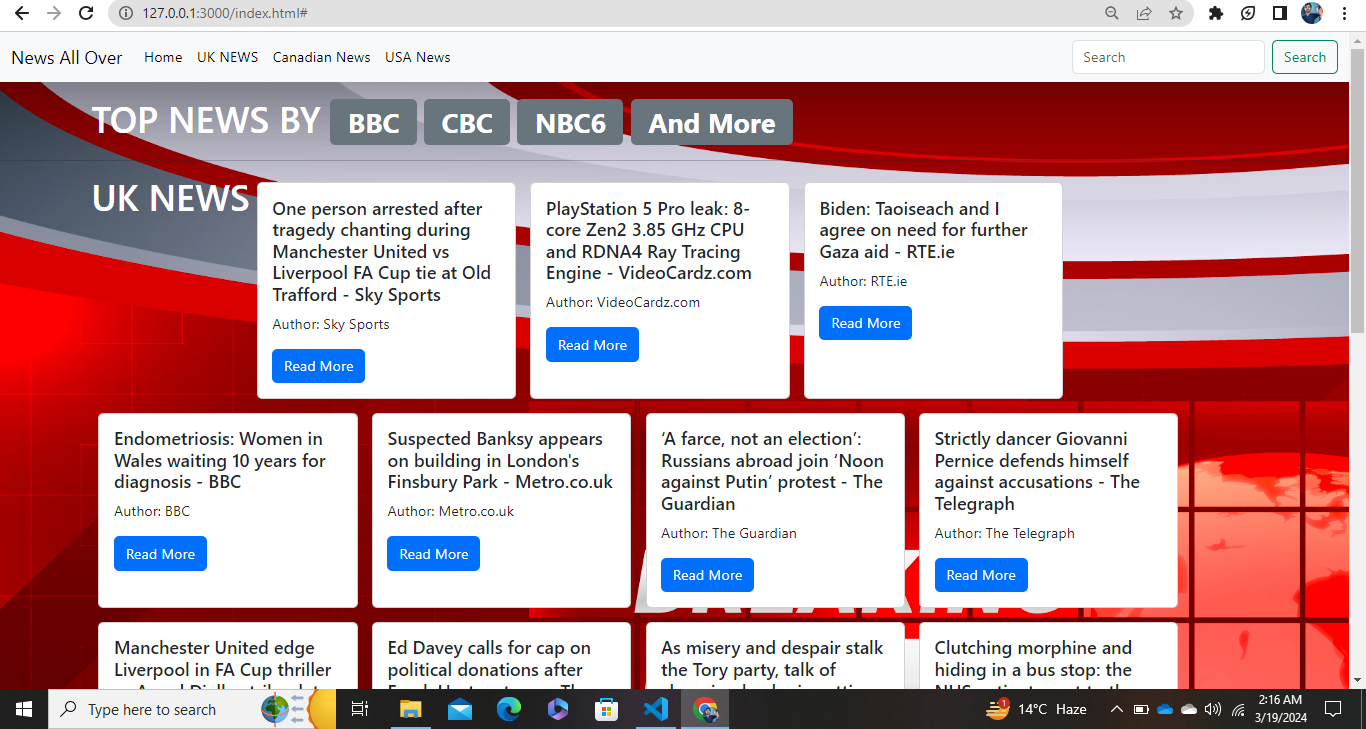 127.0.0.1:3000/index.html#
News All Over Home UK NEWS Canadian News USA News Search Search
TOP NEWS BY BBC CBC NBC6 And More
UK NEWS
One person arrested after
tragedy chanting during
Manchester United vs
Liverpool FA Cup tie at Old
Trafford - Sky Sports
Author: Sky Sports
Read More
PlayStation 5 Pro leak: 8-
core Zen2 3.85 GHz CPU
and RDNA4 Ray Tracing
Engine - VideoCardz.com
Author: VideoCardz.com
Read More
Biden: Taoiseach and I
agree on need for further
Gaza aid - RTE.ie
Author: RTE.ie
Read More
Endometriosis: Women in
Wales waiting 10 years for
diagnosis - BBC
Author: BBC
Read More
Suspected Banksy appears
on building in London's
Finsbury Park - Metro.co.uk
Author: Metro.co.uk
Read More
‘A farce, not an election’:
Russians abroad join ‘Noon
against Putin’ protest - The
Guardian
Author: The Guardian
Read More
Strictly dancer Giovanni
Pernice defends himself
against accusations - The
Telegraph
Author: The Telegraph
Read More
Manchester United edge
Liverpool in FA Cup thriller
Ed Davey calls for cap on
political donations after
As misery and despair stalk
the Tory party, talk of
Clutching morphine and
hiding in a bus stop: the
Type here to search
1
14°C Haze
2:16 AM
3/19/2024